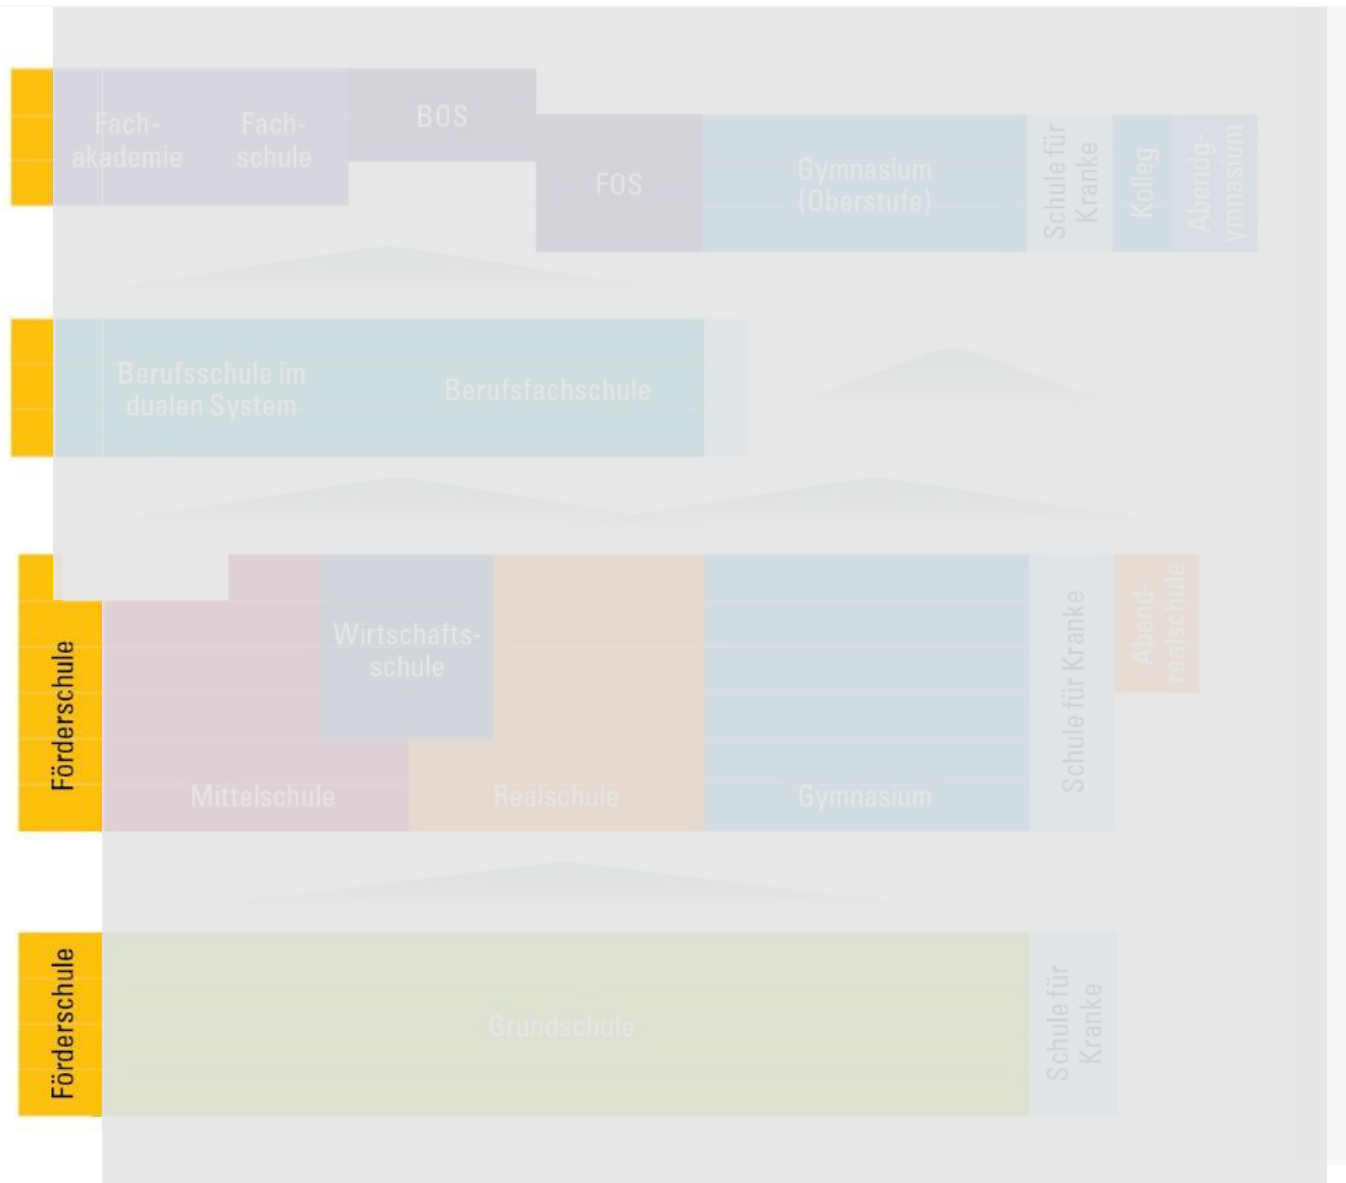 Fach-
akademie
Fach-
schule
BOS
FOS
Gymnasium
(Oberstufe)
Schule für
Kranke
Kolleg
Abendg-
ymnasium
Berufsschule im
dualen System
Berufsfachschule
Förderschule
Mittelschule
Wirtschafts-
schule
Realschule
Gymnasium
Schule für Kranke
Abend-
realschule
Förderschule
Grundschule
Schule für
Kranke